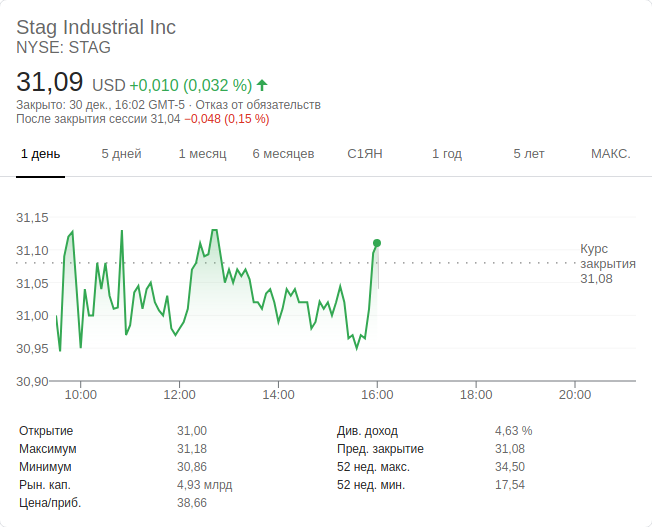 Stag Industrial Inc
NYSE: STAG
31,09 USD +0,010 (0,032 %)
Закрыто: 30 дек., 16:02 GMT-5 · Отказ от обязательств
После закрытия сессии 31,04 −0,048 (0,15 %)
1 день 5 дней 1 месяц 6 месяцев С1ЯН 1 год 5 лет МАКС.
31,15
31,10
31,05
31,00
30,95
30,90
Курс
закрытия
31,08
10:00 12:00 14:00 16:00 18:00 20:00
Открытие 31,00 Див. доход 4,63 %
Максимум 31,18 Пред. закрытие 31,08
Минимум 30,86 52 нед. макс. 34,50
Рын. кап. 4,93 млрд 52 нед. мин. 17,54
Цена/приб. 38,66